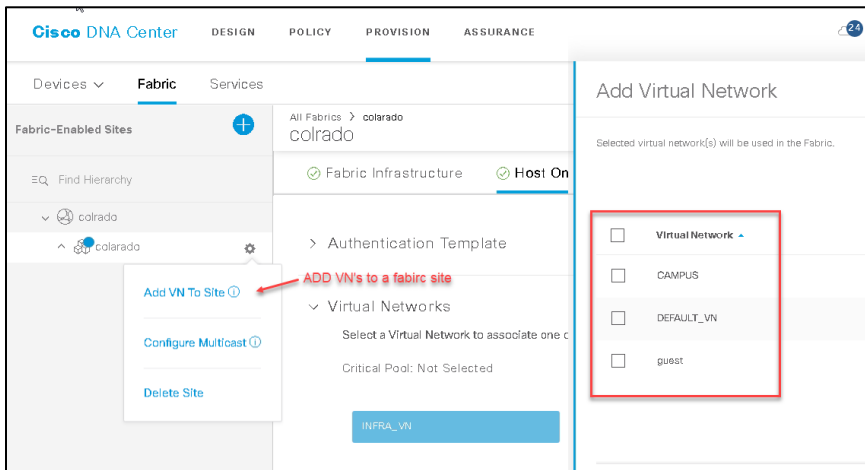 Cisco DNA Center DESIGN POLICY PROVISION ASSURANCE 24
Devices Fabric Services
Fabric-Enabled Sites
Find Hierarchy
colrado
colarado
Add VN To Site
Configure Multicast
Delete Site
All Fabrics > colarado
colrado
Fabric Infrastructure Host On
> Authentication Template
ADD VN's to a fabirc site
Virtual Networks
Select a Virtual Network to associate one o
Critical Pool: Not Selected
INFRA_VN
Add Virtual Network
Selected virtual network(s) will be used in the Fabric.
Virtual Network
CAMPUS
DEFAULT_VN
guest